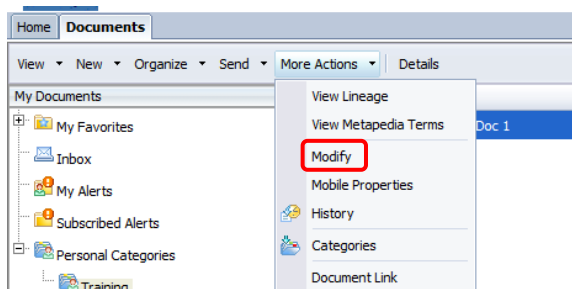 Home Documents
View New Organize Send More Actions Details
My Documents
My Favorites
Inbox
My Alerts
Subscribed Alerts
Personal Categories
Training
View Lineage
View Metapedia Terms
Modify
Mobile Properties
History
Categories
Document Link
Doc 1